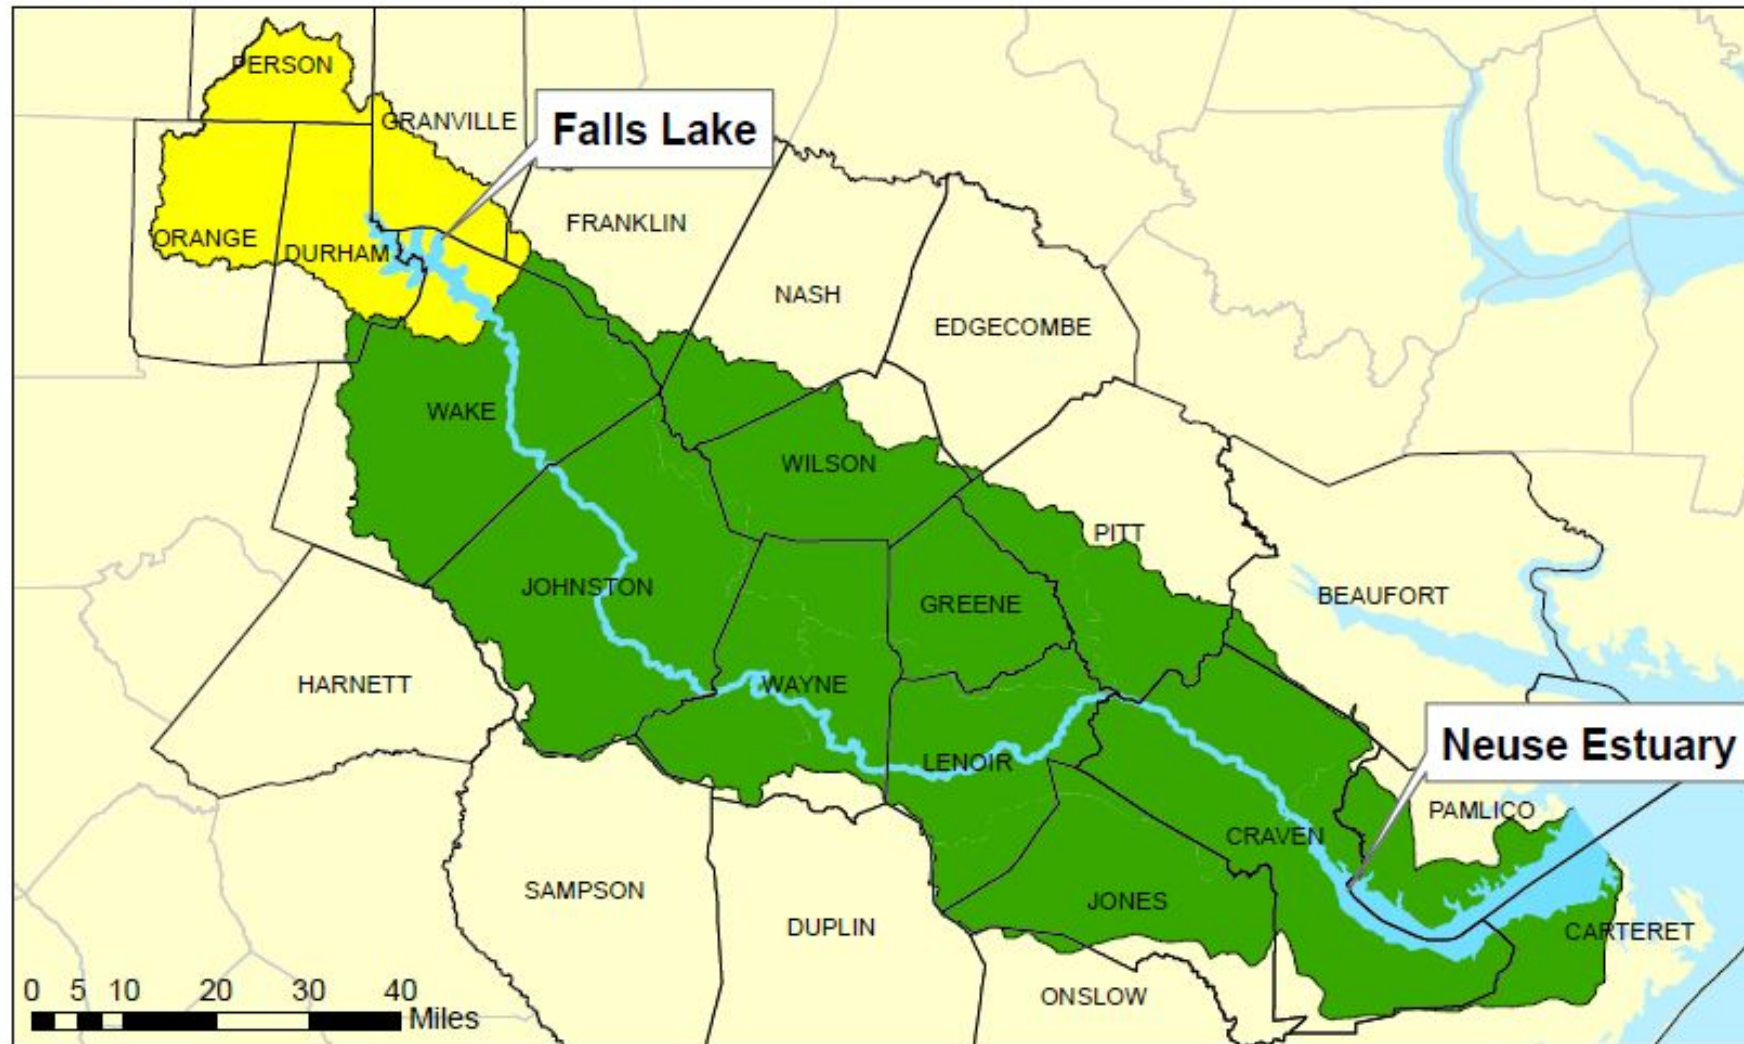 PERSON
GRANVILLE
Falls Lake
FRANKLIN
ORANGE
DURHAM
NASH
EDGECOMBE
WAKE
WILSON
PITT
JOHNSTON
GREENE
BEAUFORT
HARNETT
WAYNE
LENOIR
Neuse Estuary
PAMLICO
CRAVEN
SAMPSON
JONES
DUPLIN
CARTERET
ONSLOW
0 5 10 20 30 40
Miles